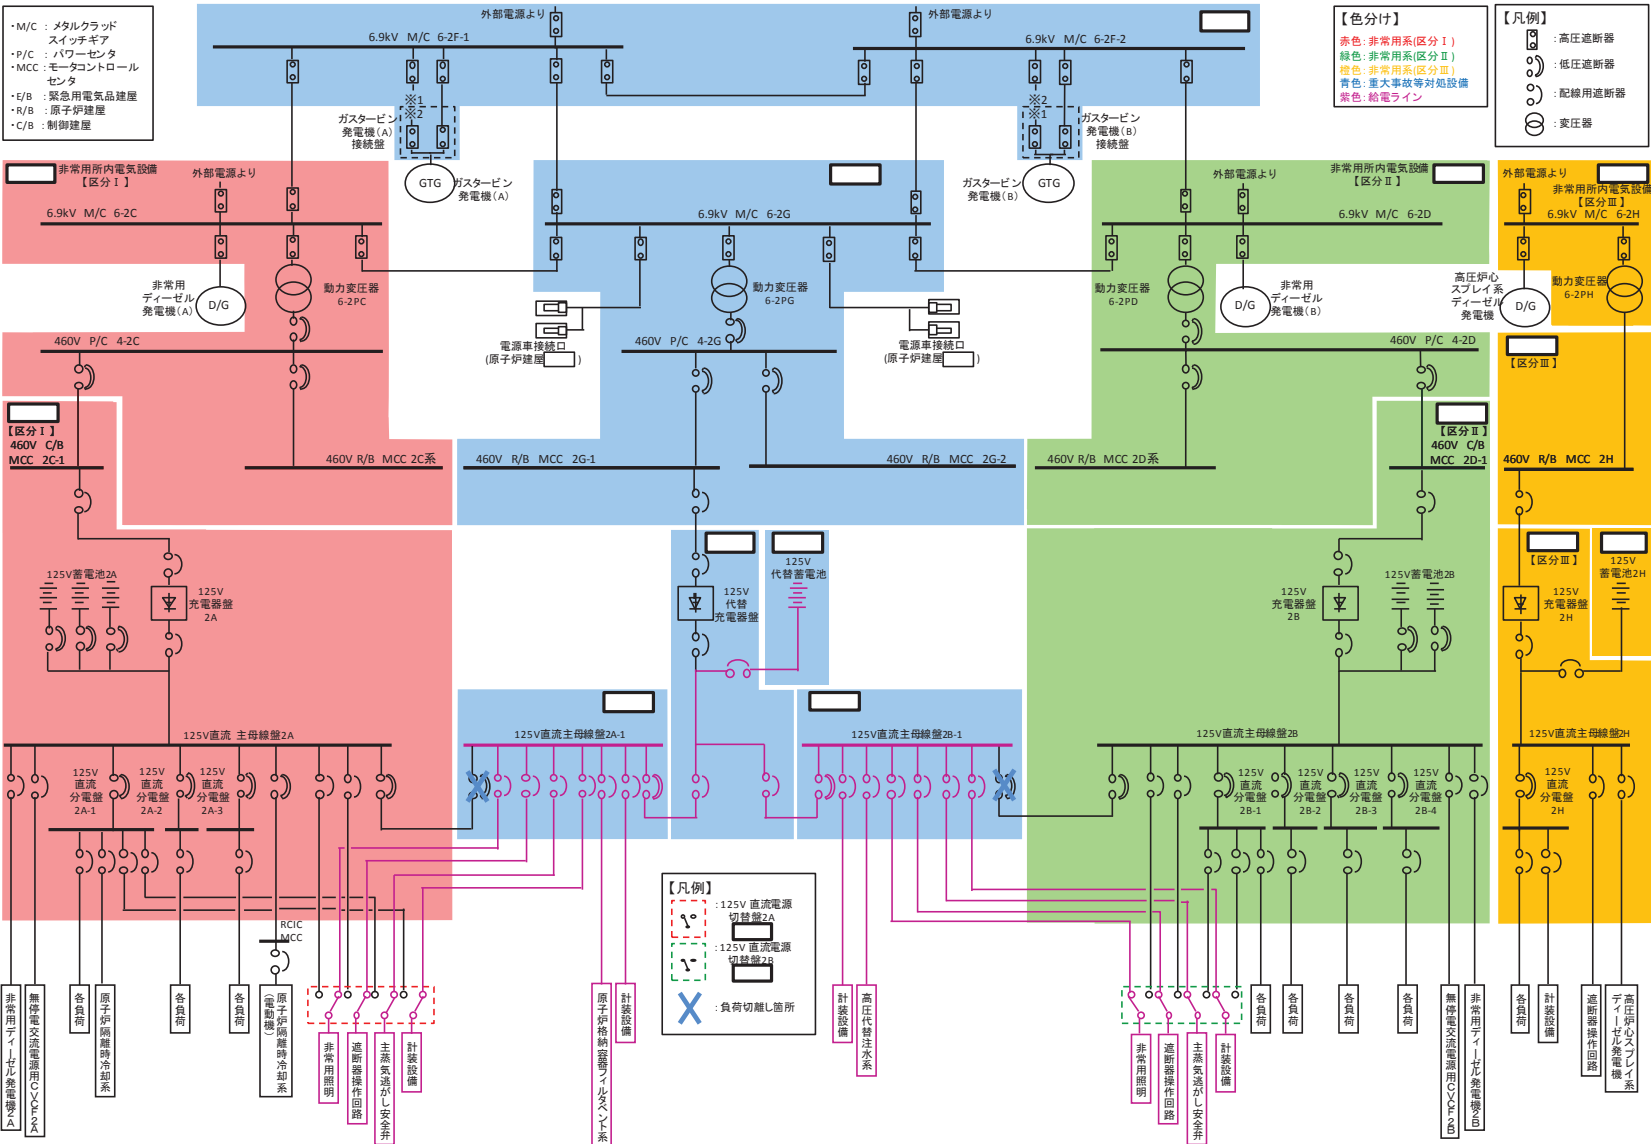 ・M/C ：メタルクラッド
スイッチギア
・P/C ：パワーセンタ
・MCC：モータコントロール
センタ
・E/B ：緊急用電気品建屋
・R/B ：原子炉建屋
・C/B ：制御建屋
外部電源より
外部電源より
6.9kV M/C 6-2F-1
6.9kV M/C 6-2F-2
【色分け】
赤色：非常用系(区分Ⅰ)
緑色：非常用系(区分Ⅱ)
橙色：非常用系(区分Ⅲ)
青色：重大事故等対処設備
紫色：給電ライン
【凡例】
：高圧遮断器
：低圧遮断器
：配線用遮断器
：変圧器
※1
※2
ガスタービン
発電機(A)
接続盤
GTG
ガスタービン
発電機(A)
※2
※1
ガスタービン
発電機(B)
接続盤
ガスタービン
発電機(B)
GTG
非常用所内電気設備
【区分Ⅰ】
外部電源より
6.9kV M/C 6-2C
6.9kV M/C 6-2G
外部電源より
非常用所内電気設備
【区分Ⅱ】
6.9kV M/C 6-2D
外部電源より
非常用所内電気設備
【区分Ⅲ】
6.9kV M/C 6-2H
非常用
ディーゼル
発電機(A)
D/G
動力変圧器
6-2PC
動力変圧器
6-2PG
動力変圧器
6-2PD
D/G
非常用
ディーゼル
発電機(B)
高圧炉心
スプレイ系
ディーゼル
発電機
D/G
動力変圧器
6-2PH
電源車接続口
(原子炉建屋 )
電源車接続口
(原子炉建屋 )
460V P/C 4-2C
460V P/C 4-2G
460V P/C 4-2D
【区分Ⅲ】
【区分Ⅰ】
460V C/B
MCC 2C-1
460V R/B MCC 2C系
460V R/B MCC 2G-1
460V R/B MCC 2G-2
460V R/B MCC 2D系
【区分Ⅱ】
460V C/B
MCC 2D-1
460V R/B MCC 2H
125V蓄電池2A
125V
充電器盤
2A
125V
代替
充電器盤
125V
代替蓄電池
125V
充電器盤
2B
125V蓄電池2B
【区分Ⅲ】
125V
充電器盤
2H
125V
蓄電池2H
125V直流 主母線盤2A
125V直流主母線盤2A-1
125V直流主母線盤2B-1
125V直流主母線盤2B
125V直流主母線盤2H
125V
直流
分電盤
2A-1
125V
直流
分電盤
2A-2
125V
直流
分電盤
2A-3
125V
直流
分電盤
2B-1
125V
直流
分電盤
2B-2
125V
直流
分電盤
2B-3
125V
直流
分電盤
2B-4
125V
直流
分電盤
2H
RCIC
MCC
【凡例】
：125V 直流電源
切替盤2A
：125V 直流電源
切替盤2B
：負荷切離し箇所
非常用ディーゼル発電機2A
無停電交流電源用CVCF2A
各負荷
原子炉隔離時冷却系
各負荷
各負荷
原子炉隔離時冷却系
(電動機)
非常用照明
遮断器操作回路
主蒸気逃がし安全弁
計装設備
原子炉格納容器フィルタベント系
計装設備
計装設備
高圧代替注水系
非常用照明
遮断器操作回路
主蒸気逃がし安全弁
計装設備
各負荷
各負荷
各負荷
各負荷
無停電交流電源用CVCF2B
非常用ディーゼル発電機2B
各負荷
計装設備
遮断器操作回路
高圧炉心スプレイ系
ディーゼル発電機